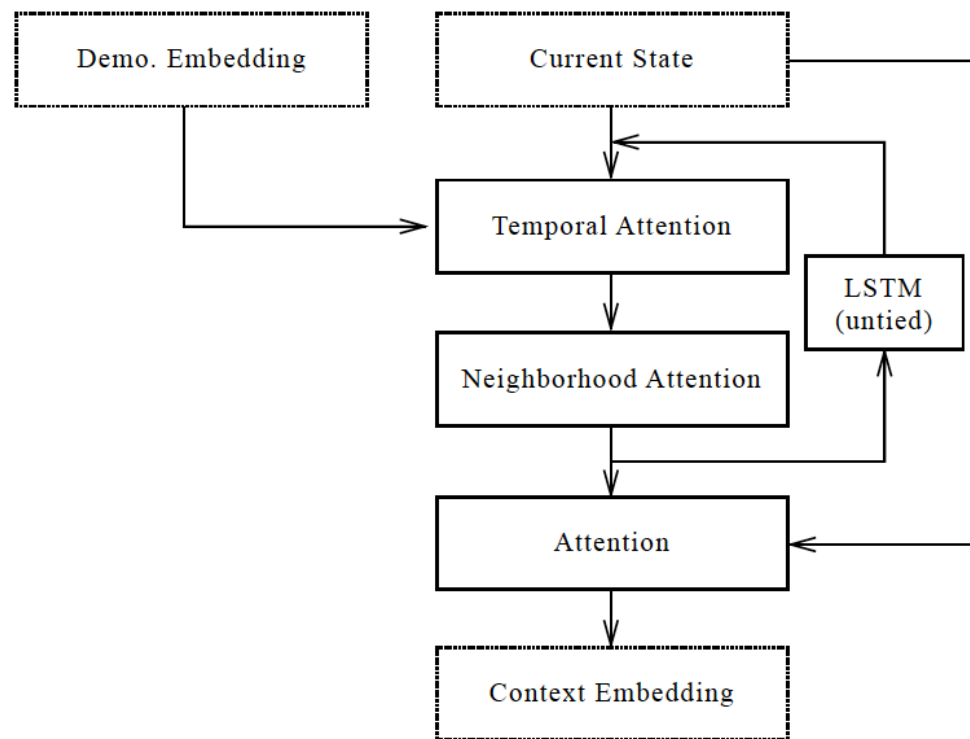 Demo. Embedding
Current State
Temporal Attention
LSTM
(untied)
Neighborhood Attention
Attention
Context Embedding